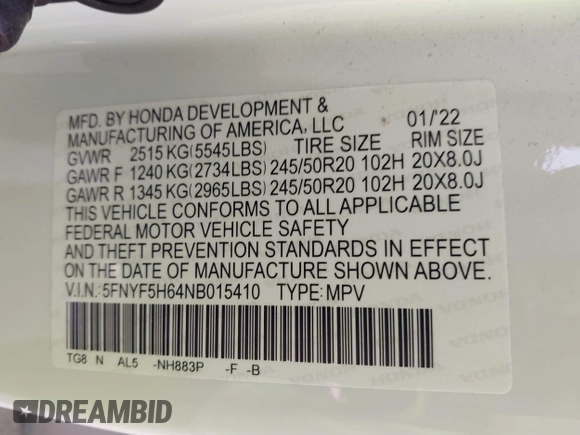 MFD. BY HONDA DEVELOPMENT &
MANUFACTURING OF AMERICA, LLC 01/'22
GVWR 2515 KG(5545LBS) TIRE SIZE RIM SIZE
GAWR F 1240 KG(2734LBS) 245/50R20 102H 20X8.0J
GAWR R 1345 KG(2965LBS) 245/50R20 102H 20X8.0J
THIS VEHICLE CONFORMS TO ALL APPLICABLE
FEDERAL MOTOR VEHICLE SAFETY
AND THEFT PREVENTION STANDARDS IN EFFECT
ON THE DATE OF MANUFACTURE SHOWN ABOVE.
V.I.N.:5FNYF5H64NB015410 TYPE:MPV
TG8 N AL5 -NH883P -F -B
DREAMBID